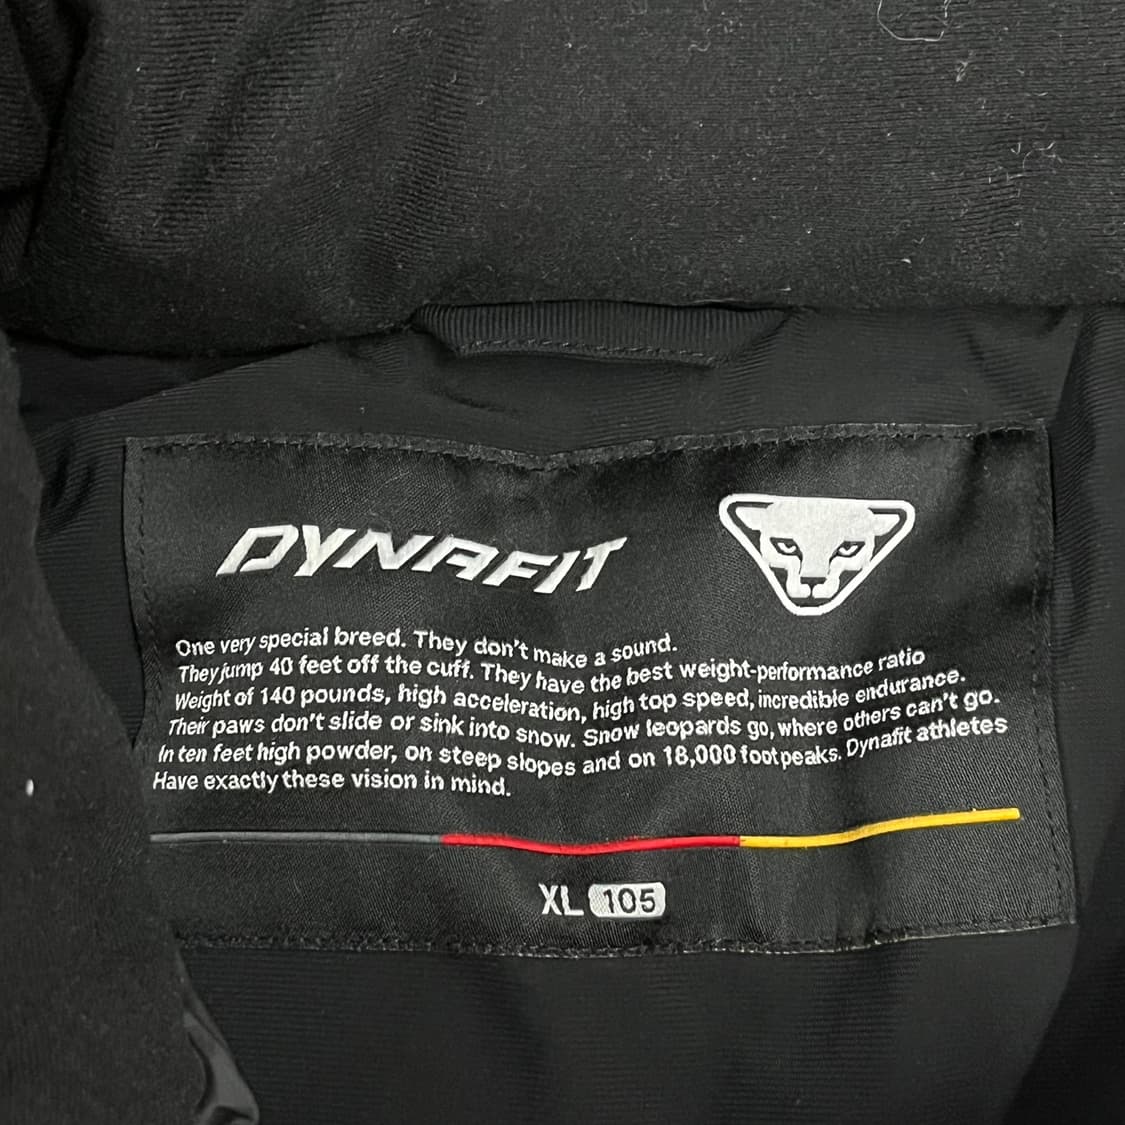 DYNAFIT
One very special breed. They don't make a sound.
They jump 40 feet off the cuff. They have the best weight-performance ratio
Weight of 140 pounds, high acceleration, high top speed, incredible endurance.
Their paws don't slide or sink into snow. Snow leopards go, where others can't go.
In ten feet high powder, on steep slopes and on 18,000 foot peaks. Dynafit athletes
Have exactly these vision in mind.
XL 105